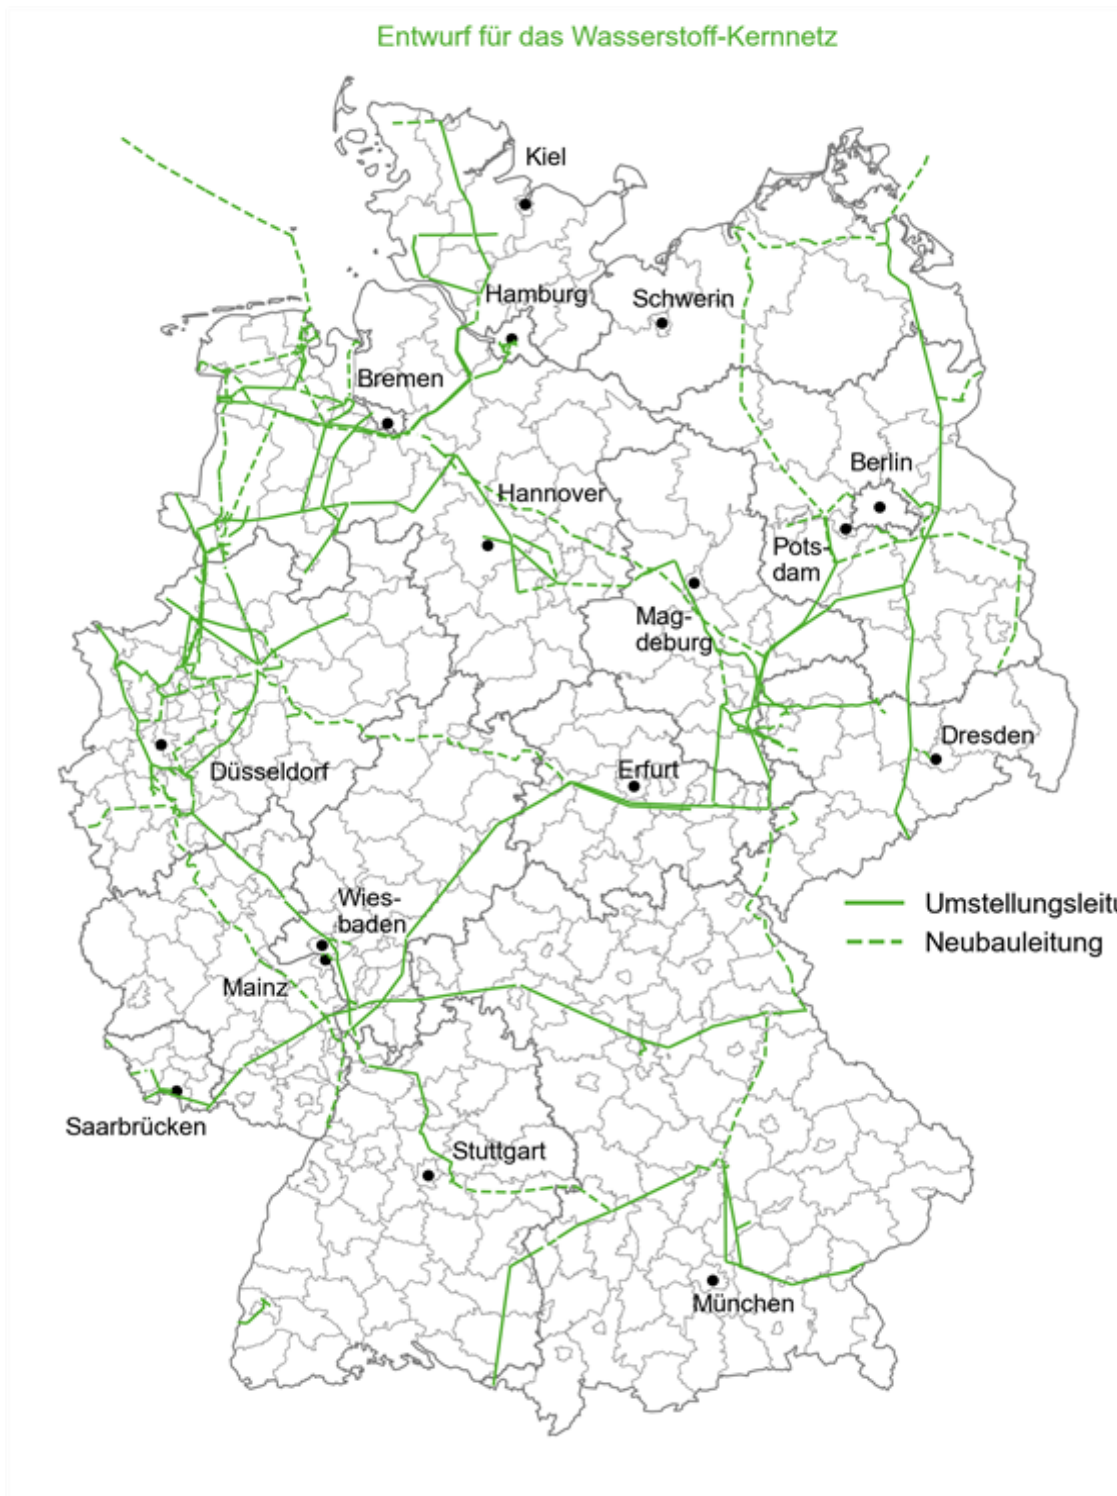 Entwurf für das Wasserstoff-Kernnetz
Kiel
Hamburg
Schwerin
Bremen
Berlin
Hannover
Pots-
dam
Mag-
deburg
Dresden
Düsseldorf
Erfurt
Wies-
baden
Umstellungsleitu
Neubauleitung
Mainz
Saarbrücken
Stuttgart
München